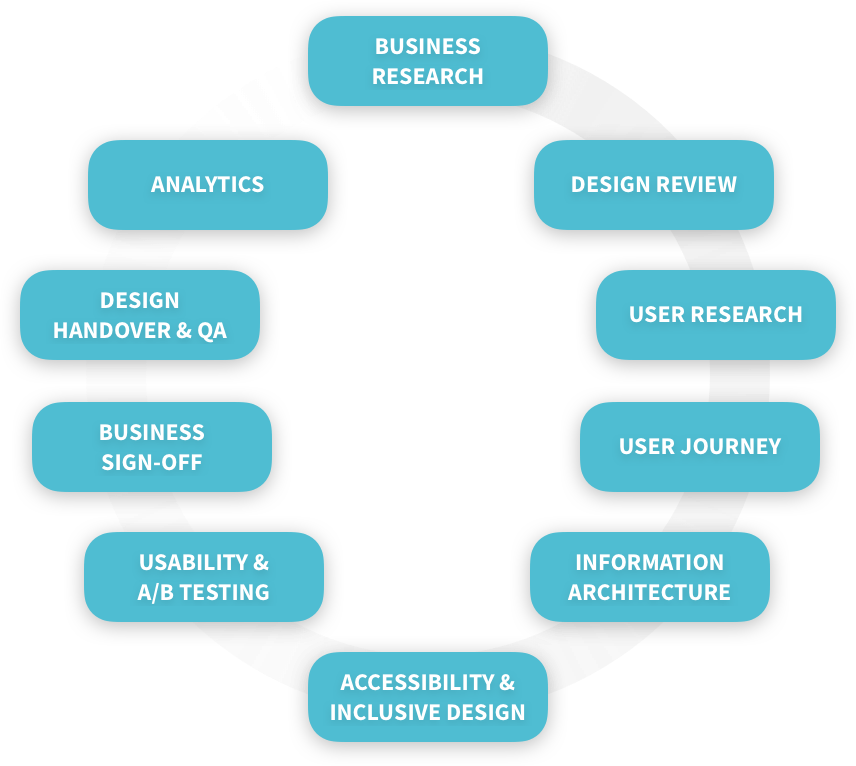 BUSINESS
RESEARCH
DESIGN REVIEW
USER RESEARCH
USER JOURNEY
INFORMATION
ARCHITECTURE
ACCESSIBILITY &
INCLUSIVE DESIGN
USABILITY &
A/B TESTING
BUSINESS
SIGN-OFF
DESIGN
HANDOVER & QA
ANALYTICS